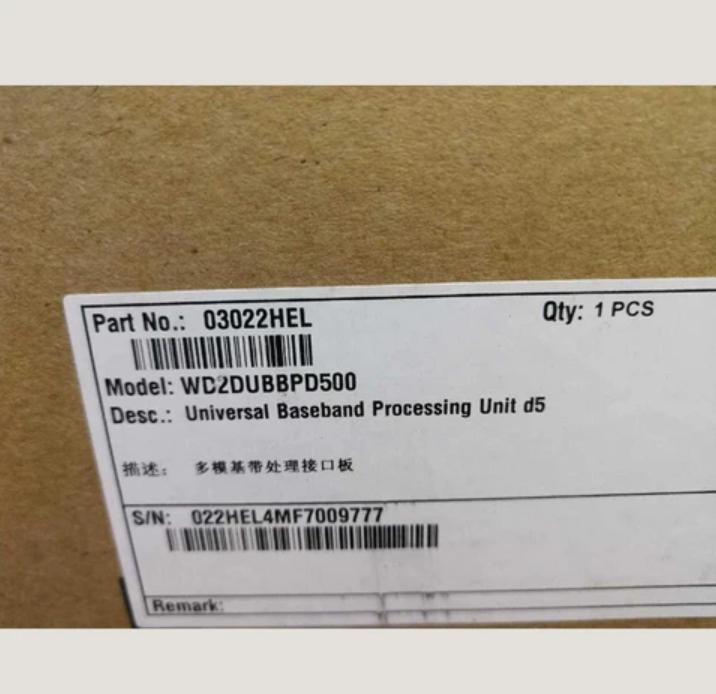 Part No.: 03022HEL
Qty: 1 PCS
Model: WD2DUBBPD500
Desc.: Universal Baseband Processing Unit d5
描述: 多模基带处理接口板
S/N: 022HEL4MF7009777
Remark: